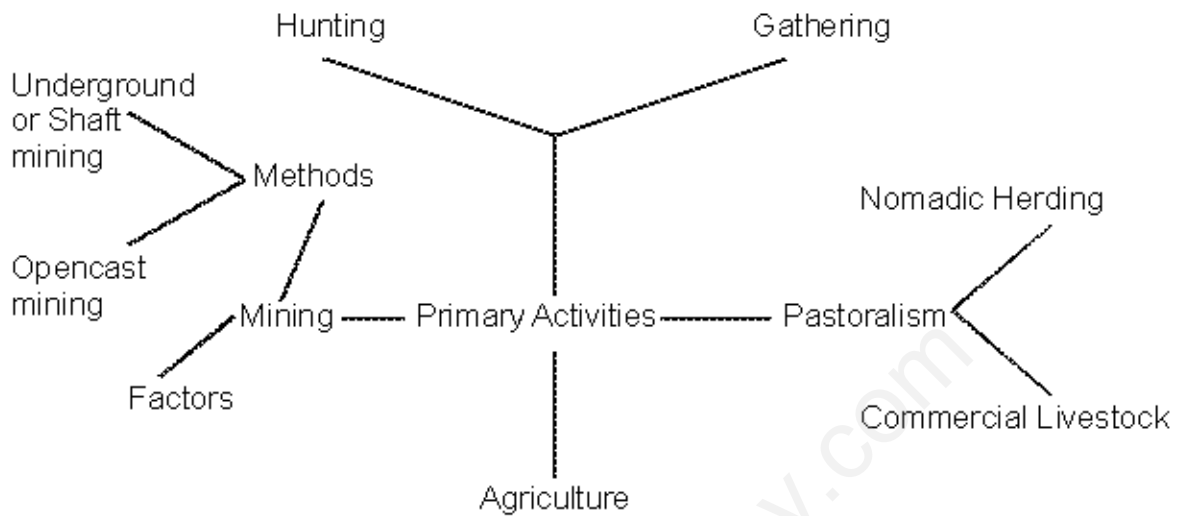 Hunting
Gathering
Underground
or Shaft
mining
Methods
Nomadic Herding
Opencast
mining
Mining
Primary Activities
Pastoralism
Factors
Commercial Livestock
Agriculture
y.com